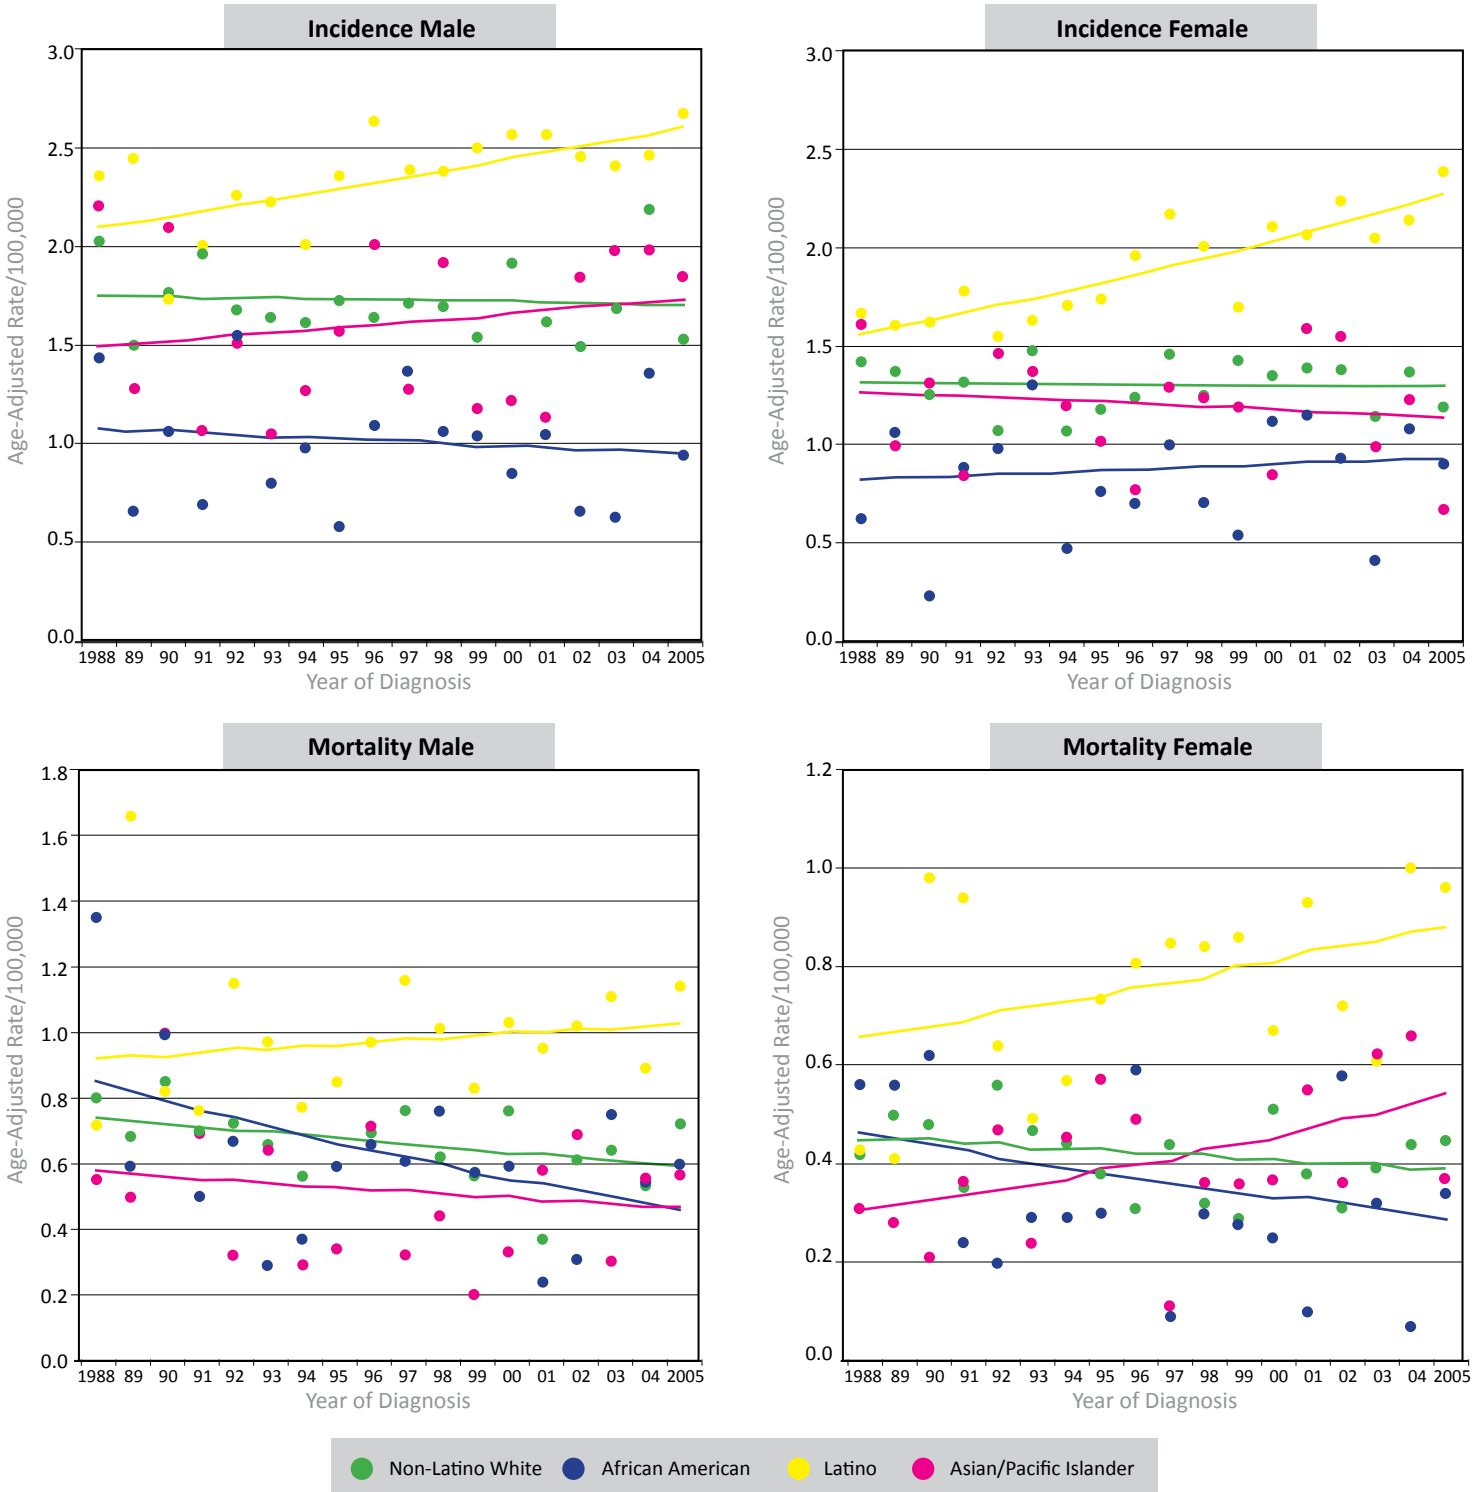 Incidence Male
Age-Adjusted Rate/100,000
3.0
2.5
2.0
1.5
1.0
0.5
0.0
1988 89 90 91 92 93 94 95 96 97 98 99 00 01 02 03 04 2005
Year of Diagnosis
Incidence Female
Age-Adjusted Rate/100,000
3.0
2.5
2.0
1.5
1.0
0.5
0.0
1988 89 90 91 92 93 94 95 96 97 98 99 00 01 02 03 04 2005
Year of Diagnosis
Mortality Male
Age-Adjusted Rate/100,000
1.8
1.6
1.4
1.2
1.0
0.8
0.6
0.4
0.2
0.0
1988 89 90 91 92 93 94 95 96 97 98 99 00 01 02 03 04 2005
Year of Diagnosis
Mortality Female
Age-Adjusted Rate/100,000
1.2
1.0
0.8
0.6
0.4
0.2
0.0
1988 89 90 91 92 93 94 95 96 97 98 99 00 01 02 03 04 2005
Year of Diagnosis
Non-Latino White African American Latino Asian/Pacific Islander